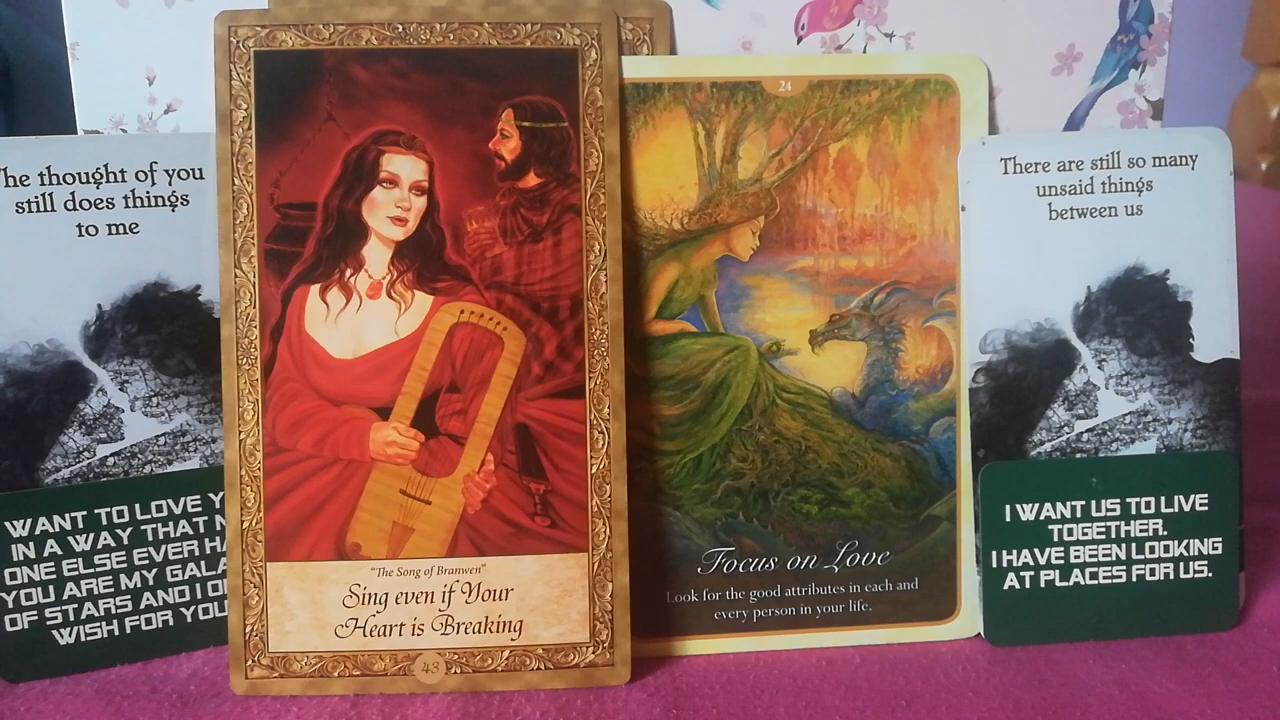 he thought of you
still does things
to me
WANT TO LOVE
IN A WAY THAT
ONE ELSE EVER
YOU ARE MY
OF STARS AND I
WISH FOR YOU
"The Song of Branwen"
Sing even if Your
Heart is Breaking
43
24
Focus on Love
Look for the good attributes in each and
every person in your life.
There are still so many
unsaid things
between us
I WANT US TO LIVE
TOGETHER.
I HAVE BEEN LOOKING
AT PLACES FOR US.